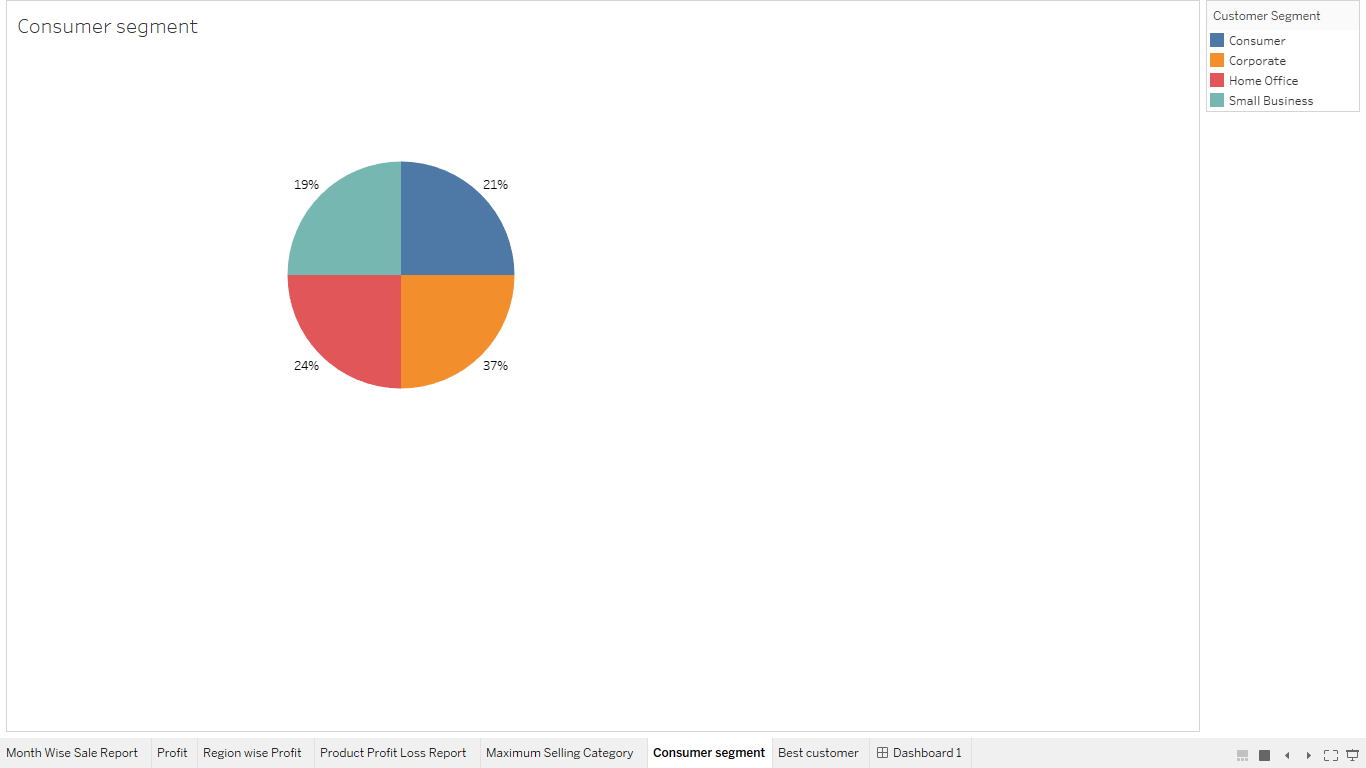 Consumer segment
Customer Segment
Consumer
Corporate
Home Office
Small Business
19%
21%
24%
37%
Month Wise Sale Report
Profit
Region wise Profit
Product Profit Loss Report
Maximum Selling Category
Consumer segment
Best customer
Dashboard 1